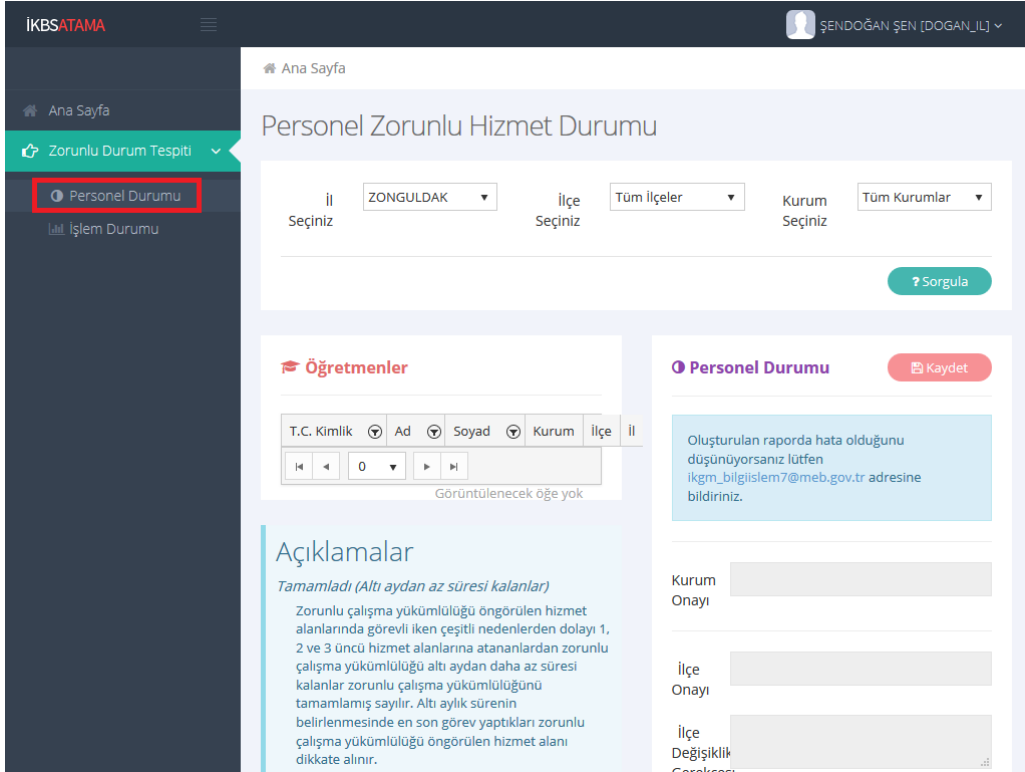 İKBSATAMA
ŞENDOĞAN ŞEN [DOGAN_IL]
Ana Sayfa
Ana Sayfa
Zorunlu Durum Tespiti
Personel Durumu
İşlem Durumu
Personel Zorunlu Hizmet Durumu
İl Seçiniz
ZONGULDAK
İlçe Seçiniz
Tüm İlçeler
Kurum Seçiniz
Tüm Kurumlar
? Sorgula
Öğretmenler
T.C. Kimlik Ad Soyad Kurum İlçe İl
0
Görüntülenecek öğe yok
Açıklamalar
Tamamladı (Altı aydan az süresi kalanlar)
Zorunlu çalışma yükümlülüğü öngörülen hizmet
alanlarında görevli iken çeşitli nedenlerden dolayı 1,
2 ve 3 üncü hizmet alanlarına atananlardan zorunlu
çalışma yükümlülüğü altı aydan daha az süresi
kalanlar zorunlu çalışma yükümlülüğünü
tamamlamış sayılır. Altı aylık sürenin
belirlenmesinde en son görev yaptıkları zorunlu
çalışma yükümlülüğü öngörülen hizmet alanı
dikkate alınır.
Personel Durumu
Kaydet
Oluşturulan raporda hata olduğunu
düşünüyorsanız lütfen
ikgm_bilgiislem7@meb.gov.tr adresine
bildiriniz.
Kurum
Onayı
İlçe
Onayı
İlçe
Değişiklik